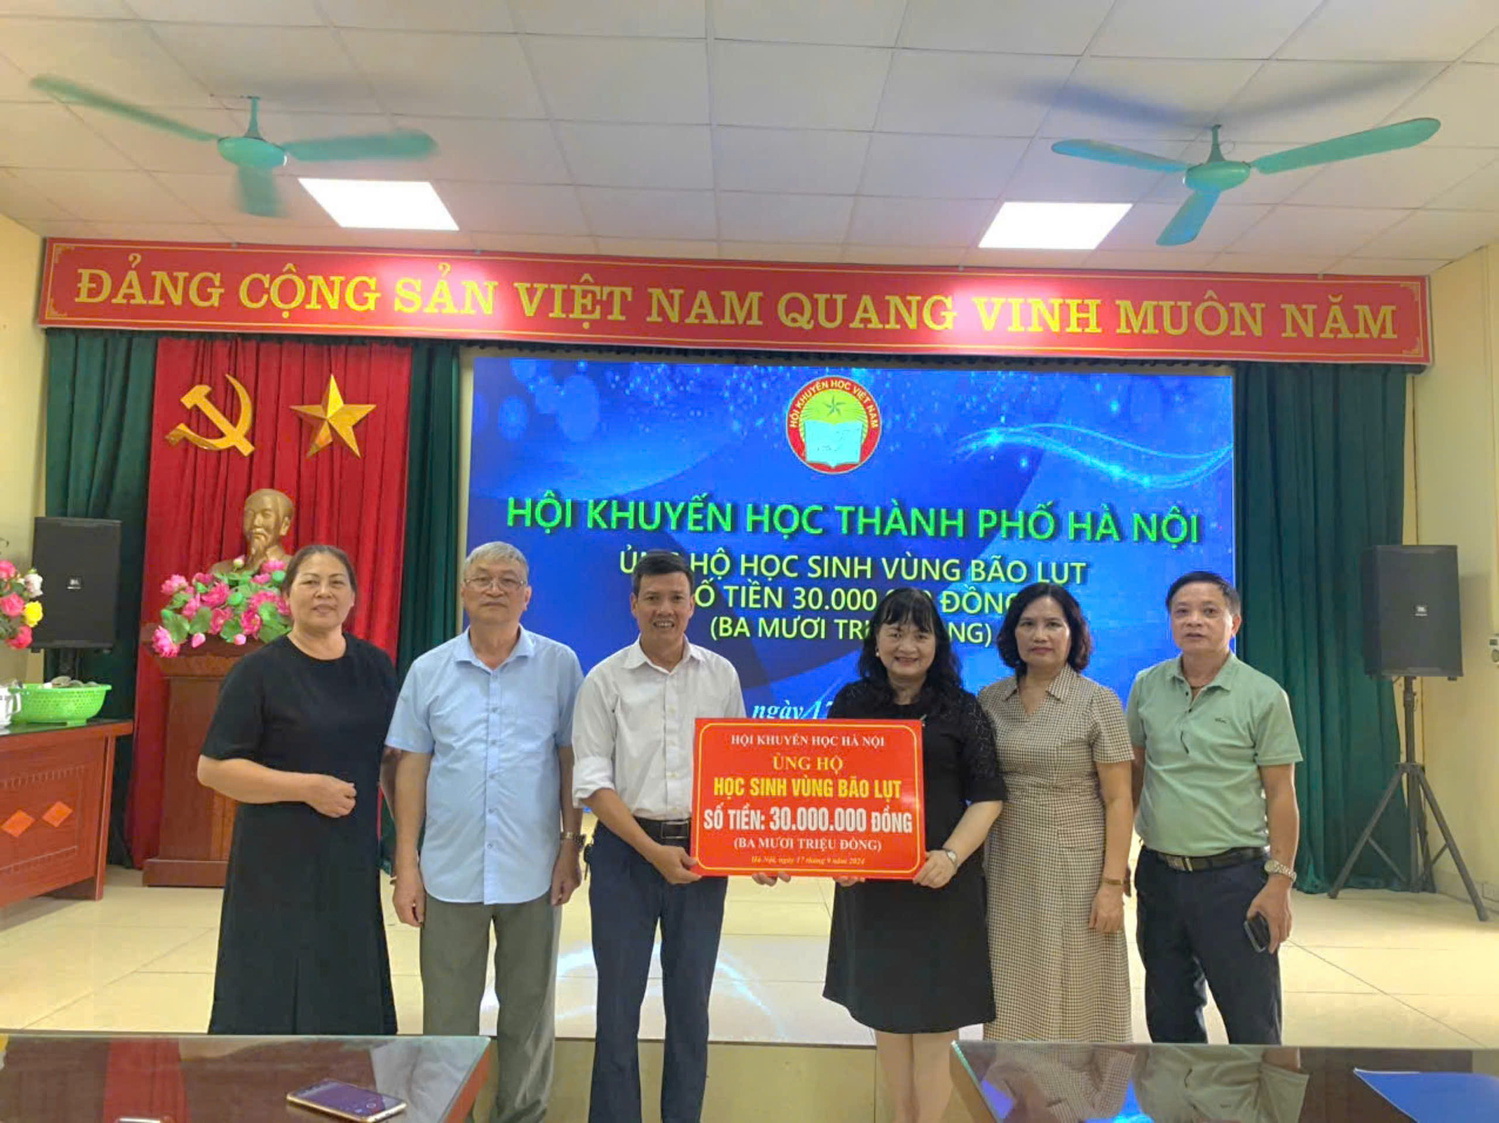 ĐẢNG CỘNG SẢN VIỆT NAM QUANG VINH MUÔN NĂM
HỘI KHUYẾN HỌC VIỆT NAM
HỘI KHUYẾN HỌC THÀNH PHỐ HÀ NỘI
HỘ HỌC SINH VÙNG BÃO LỤT
TIỀN 30.000 ĐỒNG
(BA MƯƠI
ngày
HỘI KHUYẾN HỌC HÀ NỘI
ỦNG HỘ
HỌC SINH VÙNG BÃO LỤT
SỐ TIỀN: 30.000.000 ĐỒNG
(BA MƯƠI TRIỆU ĐỒNG)
Hà Nội, ngày 17 tháng 9 năm 2024